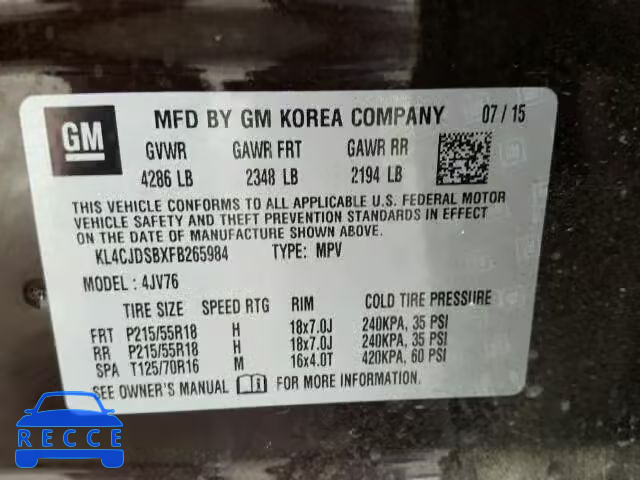 GM
MFD BY GM KOREA COMPANY 07/15
GVWR GAWR FRT GAWR RR
4286 LB 2348 LB 2194 LB
THIS VEHICLE CONFORMS TO ALL APPLICABLE U.S. FEDERAL MOTOR
VEHICLE SAFETY AND THEFT PREVENTION STANDARDS IN EFFECT
ON THE DATE OF MANUFACTURE SHOWN ABOVE.
KL4CJDSBXFB265984 TYPE: MPV
MODEL : 4JV76
TIRE SIZE SPEED RTG RIM COLD TIRE PRESSURE
FRT P215/55R18 H 18x7.0J 240KPA, 35 PSI
RR P215/55R18 H 18x7.0J 240KPA, 35 PSI
SPA T125/70R16 M 16x4.0T 420KPA, 60 PSI
SEE OWNER'S MANUAL FOR MORE INFORMATION.
RECCE